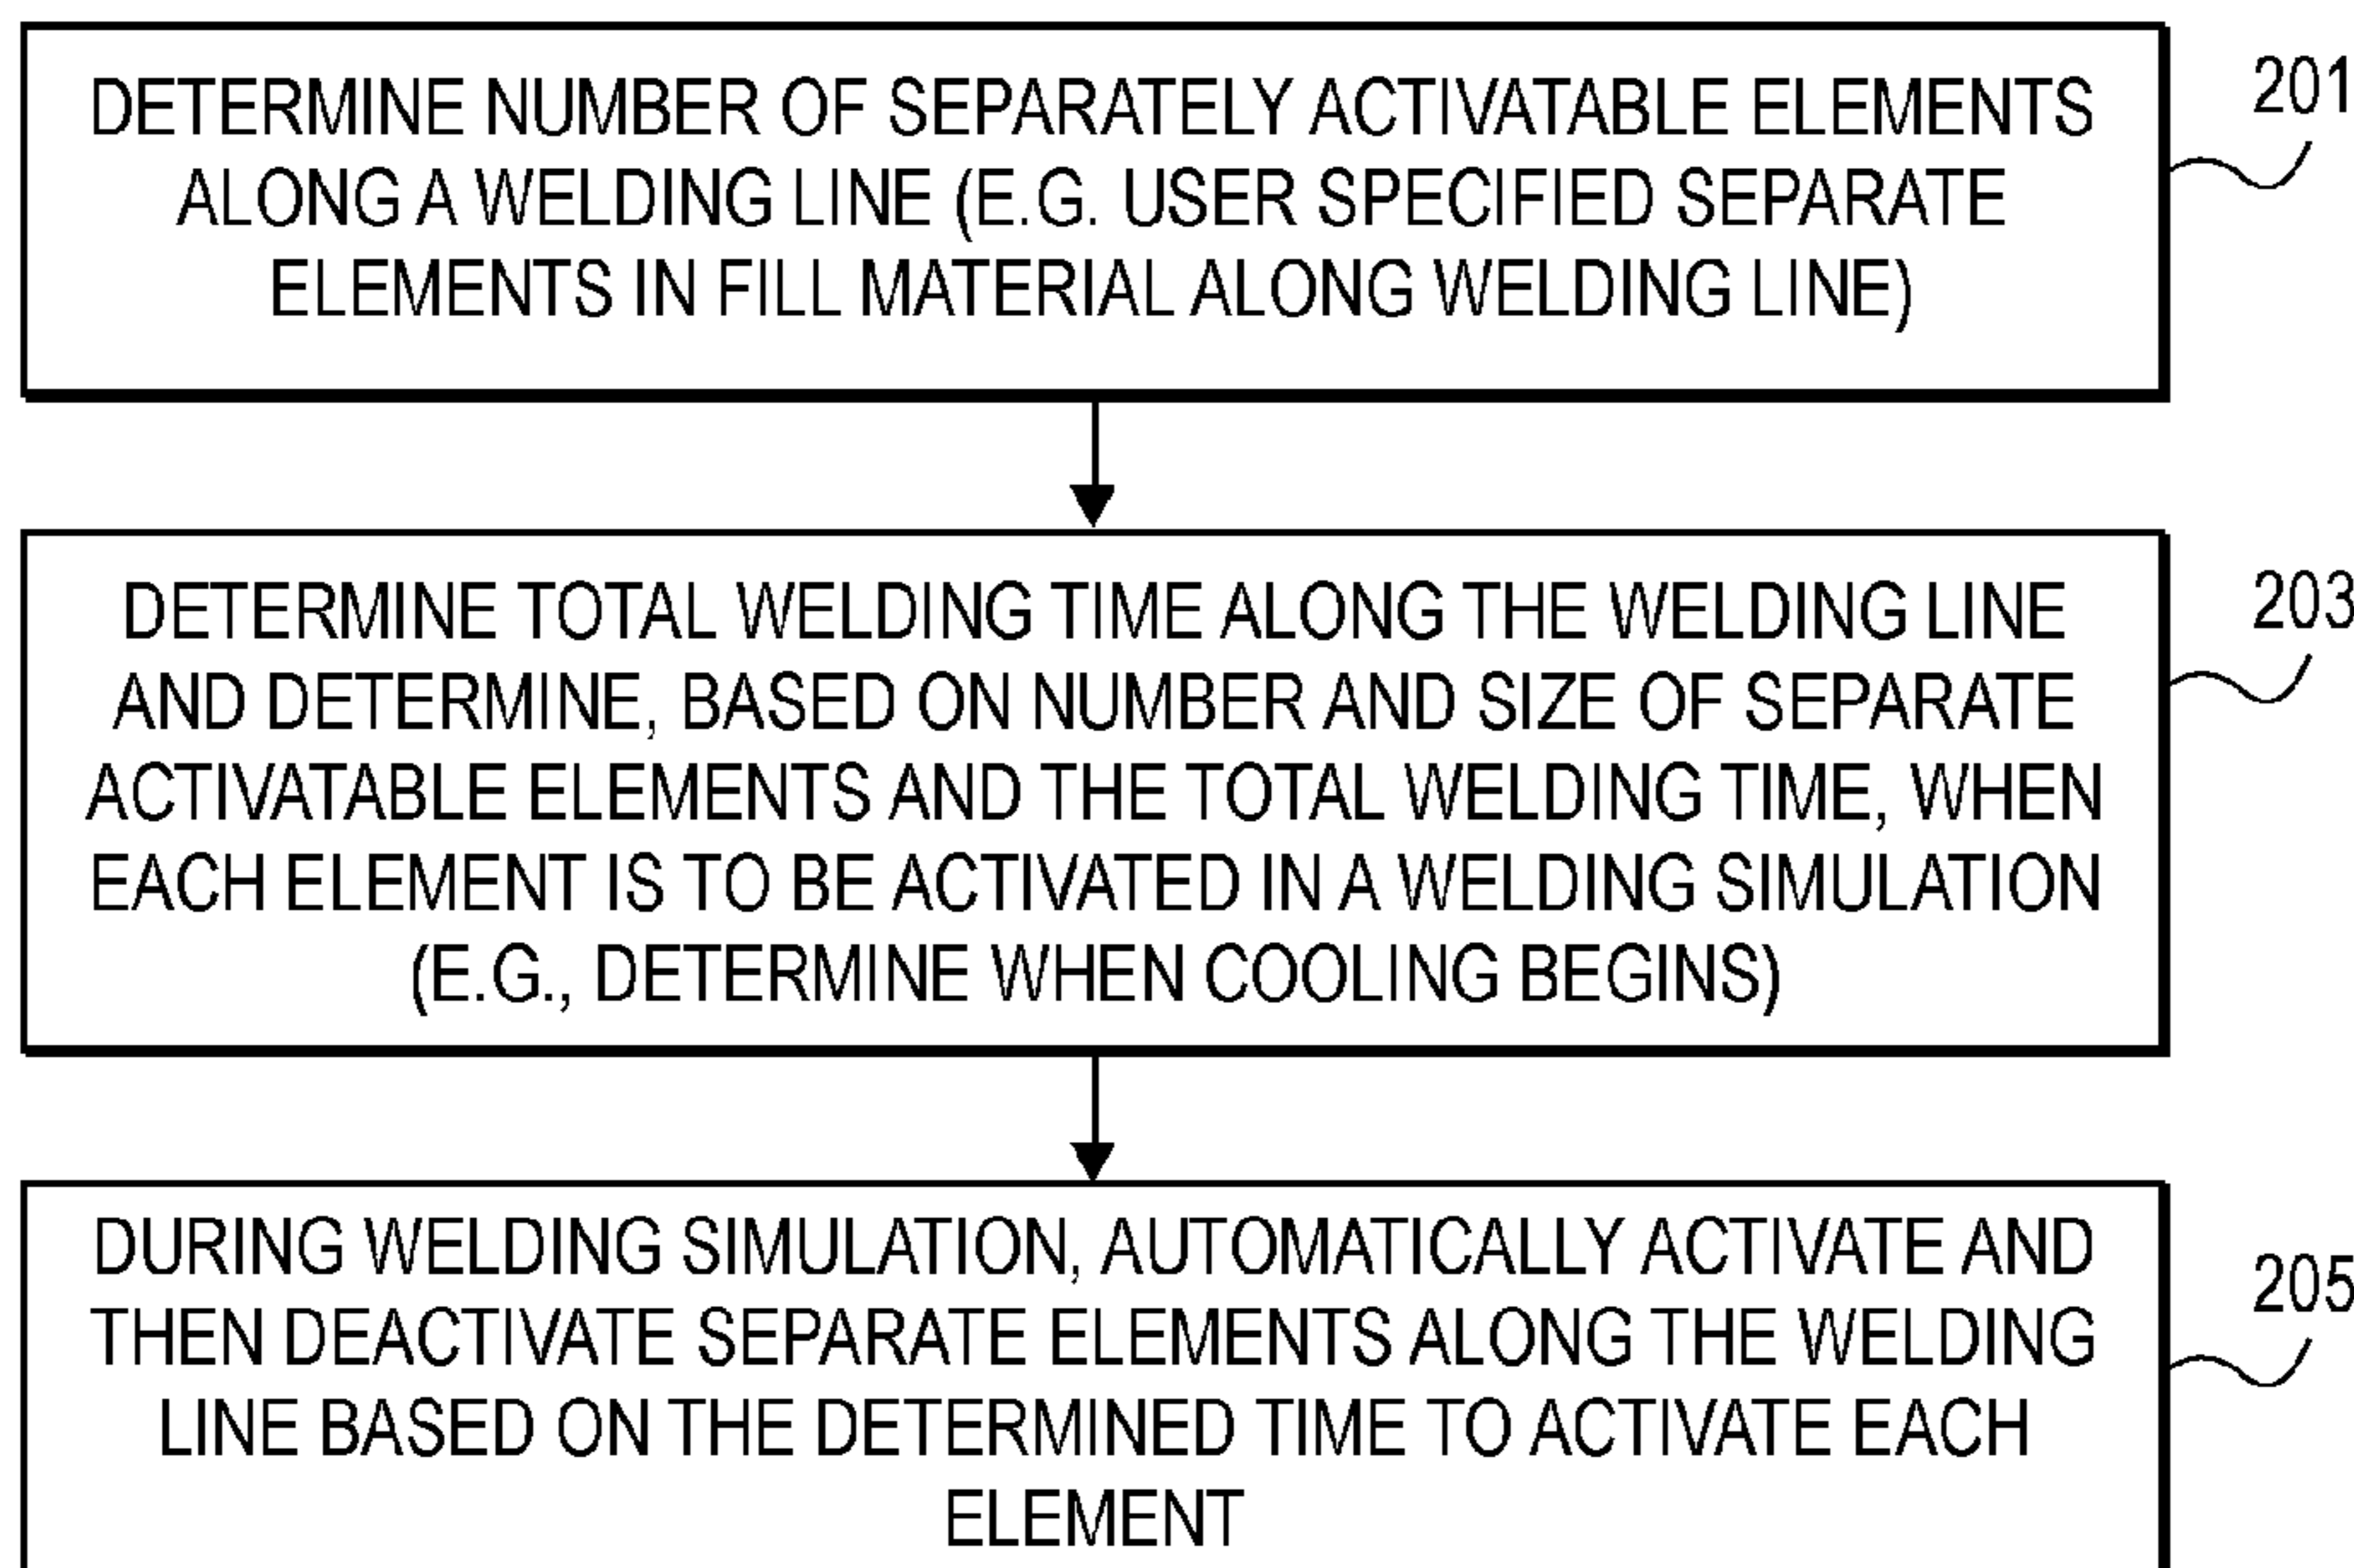 DETERMINE NUMBER OF SEPARATELY ACTIVATABLE ELEMENTS
ALONG A WELDING LINE (E.G. USER SPECIFIED SEPARATE
ELEMENTS IN FILL MATERIAL ALONG WELDING LINE)
201
DETERMINE TOTAL WELDING TIME ALONG THE WELDING LINE
AND DETERMINE, BASED ON NUMBER AND SIZE OF SEPARATE
ACTIVATABLE ELEMENTS AND THE TOTAL WELDING TIME, WHEN
EACH ELEMENT IS TO BE ACTIVATED IN A WELDING SIMULATION
(E.G., DETERMINE WHEN COOLING BEGINS)
203
DURING WELDING SIMULATION, AUTOMATICALLY ACTIVATE AND
THEN DEACTIVATE SEPARATE ELEMENTS ALONG THE WELDING
LINE BASED ON THE DETERMINED TIME TO ACTIVATE EACH
ELEMENT
205